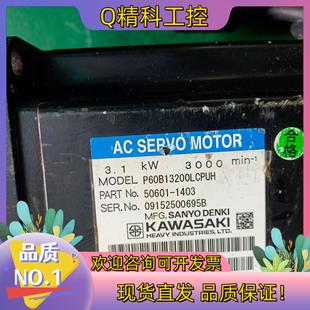 Q精科工控
AC SERVO MOTOR
3.1 kW 3000 min-1
MODEL P60B13200LCPUH
PART No. 50601-1403
SER.No. 09152500695B
MFG. SANYO DENKI
KAWASAKI
HEAVY INDUSTRIES, LTD.
合格
品质
NO.1
欢迎咨询可开发票
现货直发 品质保证！